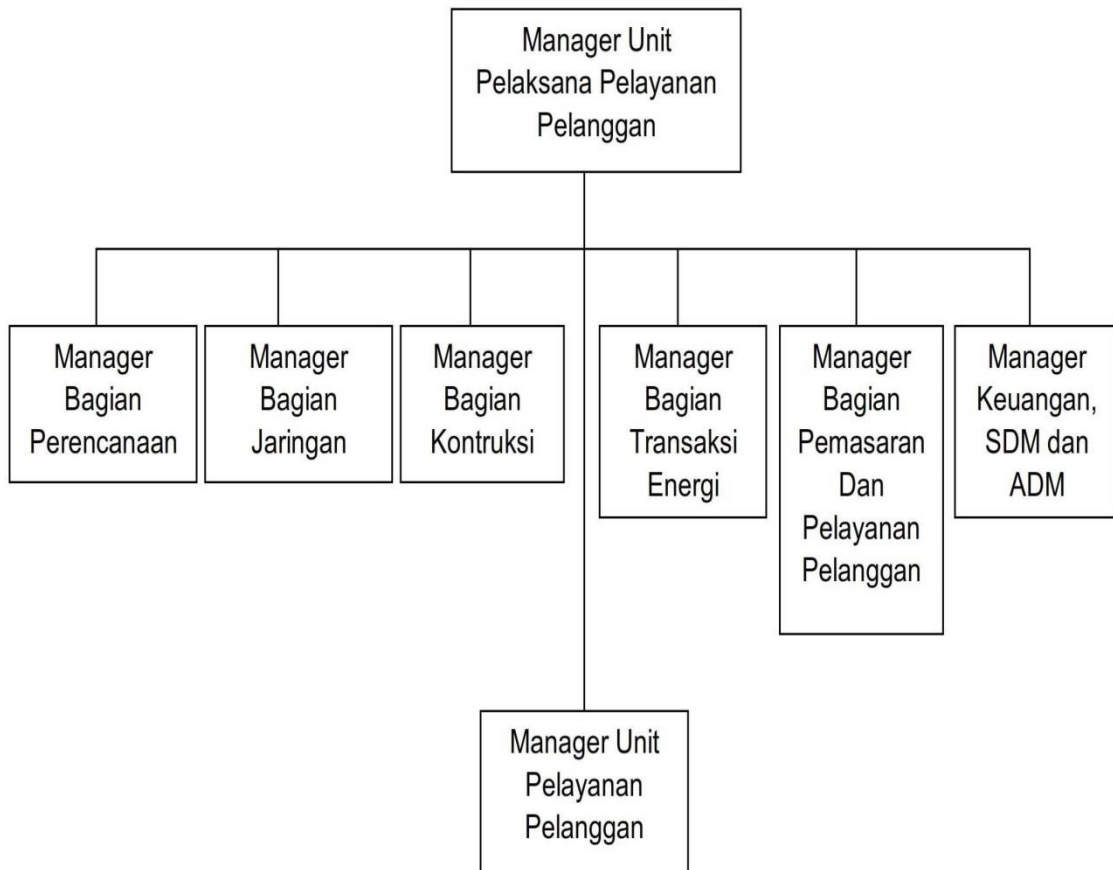 Manager Unit
Pelaksana Pelayanan
Pelanggan
Manager
Bagian
Perencanaan
Manager
Bagian
Jaringan
Manager
Bagian
Kontruksi
Manager
Bagian
Transaksi
Energi
Manager
Bagian
Pemasaran
Dan
Pelayanan
Pelanggan
Manager
Keuangan,
SDM dan
ADM
Manager Unit
Pelayanan
Pelanggan